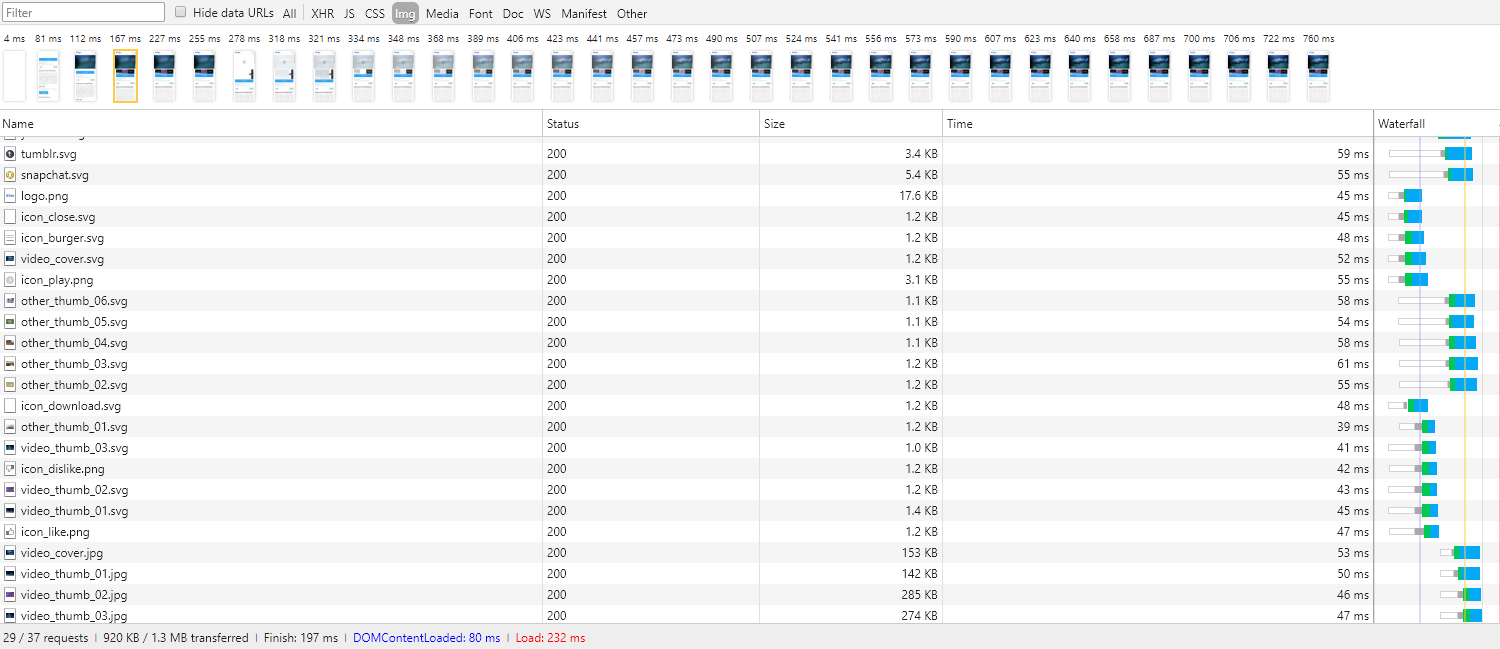 Filter Hide data URLs All XHR JS CSS Img Media Font Doc WS Manifest Other
4 ms 81 ms 112 ms 167 ms 227 ms 255 ms 278 ms 318 ms 321 ms 334 ms 348 ms 368 ms 389 ms 406 ms 423 ms 441 ms 457 ms 473 ms 490 ms 507 ms 524 ms 541 ms 556 ms 573 ms 590 ms 607 ms 623 ms 640 ms 658 ms 687 ms 700 ms 706 ms 722 ms 760 ms
Name Status Size Time Waterfall
tumblr.svg 200 3.4 KB 59 ms
snapchat.svg 200 5.4 KB 55 ms
logo.png 200 17.6 KB 45 ms
icon_close.svg 200 1.2 KB 45 ms
icon_burger.svg 200 1.2 KB 48 ms
video_cover.svg 200 1.2 KB 52 ms
icon_play.png 200 3.1 KB 55 ms
other_thumb_06.svg 200 1.1 KB 58 ms
other_thumb_05.svg 200 1.1 KB 54 ms
other_thumb_04.svg 200 1.1 KB 58 ms
other_thumb_03.svg 200 1.2 KB 61 ms
other_thumb_02.svg 200 1.2 KB 55 ms
icon_download.svg 200 1.2 KB 48 ms
other_thumb_01.svg 200 1.2 KB 39 ms
video_thumb_03.svg 200 1.0 KB 41 ms
icon_dislike.png 200 1.2 KB 42 ms
video_thumb_02.svg 200 1.2 KB 43 ms
video_thumb_01.svg 200 1.4 KB 45 ms
icon_like.png 200 1.2 KB 47 ms
video_cover.jpg 200 153 KB 53 ms
video_thumb_01.jpg 200 142 KB 50 ms
video_thumb_02.jpg 200 285 KB 46 ms
video_thumb_03.jpg 200 274 KB 47 ms
29 / 37 requests | 920 KB / 1.3 MB transferred | Finish: 197 ms | DOMContentLoaded: 80 ms | Load: 232 ms